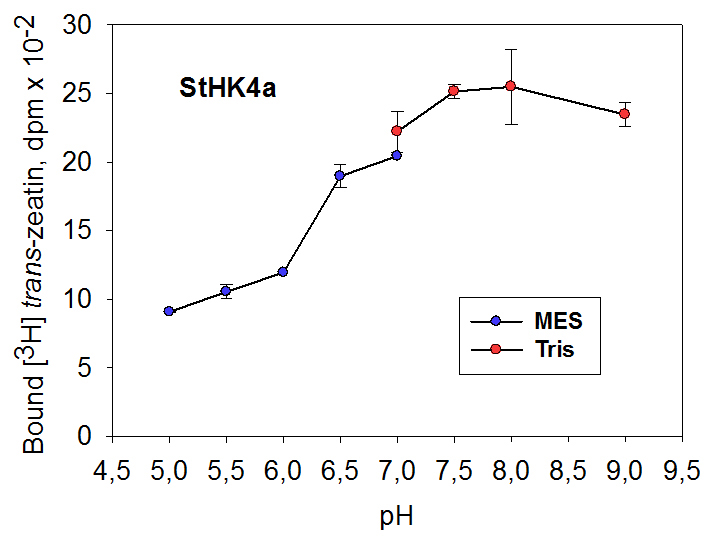 30
25
20
15
10
5
0
Bound [³H] trans-zeatin, dpm x 10⁻²
StHK4a
MES
Tris
4,5 5,0 5,5 6,0 6,5 7,0 7,5 8,0 8,5 9,0 9,5
pH